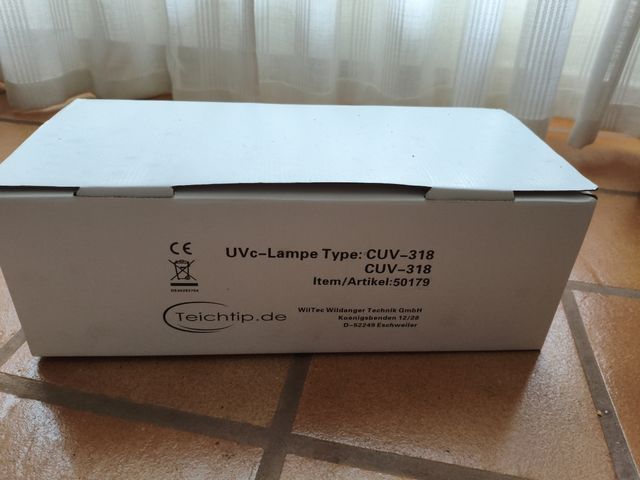 CE
UVc-Lampe Type: CUV-318
CUV-318
Item/Artikel:50179
Teichtip.de
WilTec Wildanger Technik GmbH
Koenigsbenden 12/28
D-52249 Eschweiler